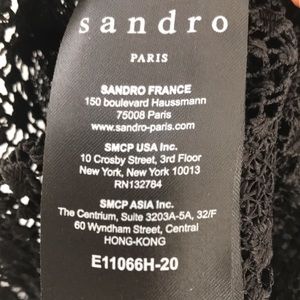 sandro
PARIS
SANDRO FRANCE
150 boulevard Haussmann
75008 Paris
www.sandro-paris.com
SMCP USA Inc.
10 Crosby Street, 3rd Floor
New York, New York 10013
RN132784
SMCP ASIA Inc.
The Centrium, Suite 3203A-5A, 32/F
60 Wyndham Street, Central
HONG-KONG
E11066H-20